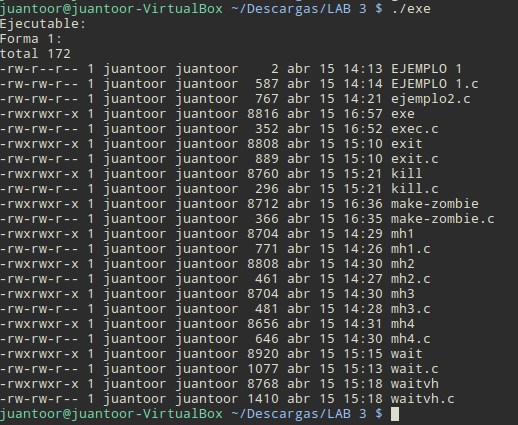 juantoor@juantoor-VirtualBox ~/Descargas/LAB 3 $ ./exe
Ejecutable:
Forma 1:
total 172
-rw-r--r-- 1 juantoor juantoor    2 abr 15 14:13 EJEMPLO 1
-rw-rw-r-- 1 juantoor juantoor  587 abr 15 14:14 EJEMPLO 1.c
-rw-rw-r-- 1 juantoor juantoor  767 abr 15 14:21 ejemplo2.c
-rwxrwxr-x 1 juantoor juantoor 8816 abr 15 16:57 exe
-rw-rw-r-- 1 juantoor juantoor  352 abr 15 16:52 exec.c
-rwxrwxr-x 1 juantoor juantoor 8808 abr 15 15:10 exit
-rw-rw-r-- 1 juantoor juantoor  889 abr 15 15:10 exit.c
-rwxrwxr-x 1 juantoor juantoor 8760 abr 15 15:21 kill
-rw-rw-r-- 1 juantoor juantoor  296 abr 15 15:21 kill.c
-rwxrwxr-x 1 juantoor juantoor 8712 abr 15 16:36 make-zombie
-rw-rw-r-- 1 juantoor juantoor  366 abr 15 16:35 make-zombie.c
-rwxrwxr-x 1 juantoor juantoor 8704 abr 15 14:29 mh1
-rw-rw-r-- 1 juantoor juantoor  771 abr 15 14:26 mh1.c
-rwxrwxr-x 1 juantoor juantoor 8808 abr 15 14:30 mh2
-rw-rw-r-- 1 juantoor juantoor  461 abr 15 14:27 mh2.c
-rwxrwxr-x 1 juantoor juantoor 8704 abr 15 14:30 mh3
-rw-rw-r-- 1 juantoor juantoor  481 abr 15 14:28 mh3.c
-rwxrwxr-x 1 juantoor juantoor 8656 abr 15 14:31 mh4
-rw-rw-r-- 1 juantoor juantoor  646 abr 15 14:30 mh4.c
-rwxrwxr-x 1 juantoor juantoor 8920 abr 15 15:15 wait
-rw-rw-r-- 1 juantoor juantoor 1077 abr 15 15:13 wait.c
-rwxrwxr-x 1 juantoor juantoor 8768 abr 15 15:18 waitvh
-rw-rw-r-- 1 juantoor juantoor 1410 abr 15 15:18 waitvh.c
juantoor@juantoor-VirtualBox ~/Descargas/LAB 3 $